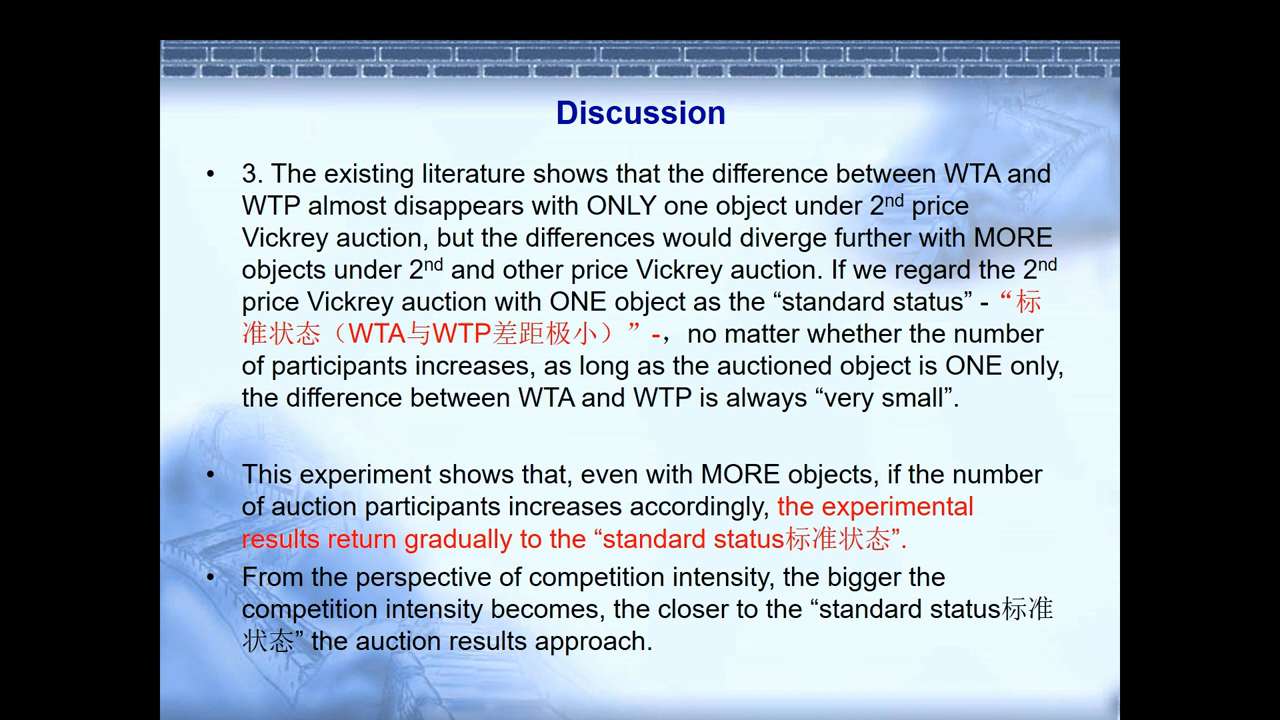 Discussion
• 3. The existing literature shows that the difference between WTA and
WTP almost disappears with ONLY one object under 2nd price
Vickrey auction, but the differences would diverge further with MORE
objects under 2nd and other price Vickrey auction. If we regard the 2nd
price Vickrey auction with ONE object as the “standard status” - “标
准状态（WTA与WTP差距极小）”-，no matter whether the number
of participants increases, as long as the auctioned object is ONE only,
the difference between WTA and WTP is always “very small”.
• This experiment shows that, even with MORE objects, if the number
of auction participants increases accordingly, the experimental
results return gradually to the “standard status标准状态”.
• From the perspective of competition intensity, the bigger the
competition intensity becomes, the closer to the “standard status标准
状态” the auction results approach.